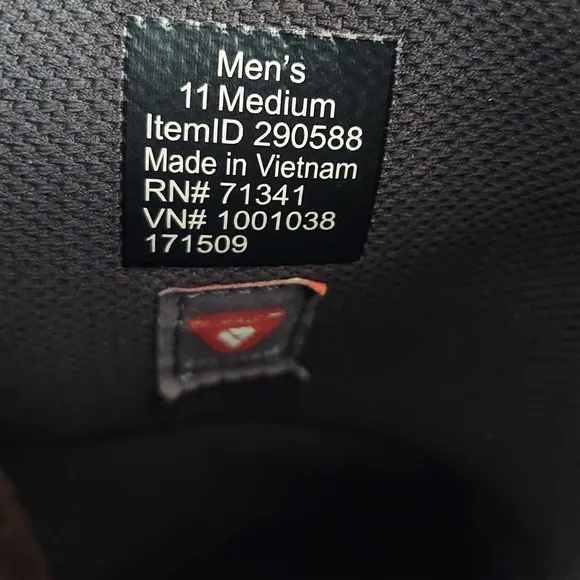 Men's
11 Medium
ItemID 290588
Made in Vietnam
RN# 71341
VN# 1001038
171509